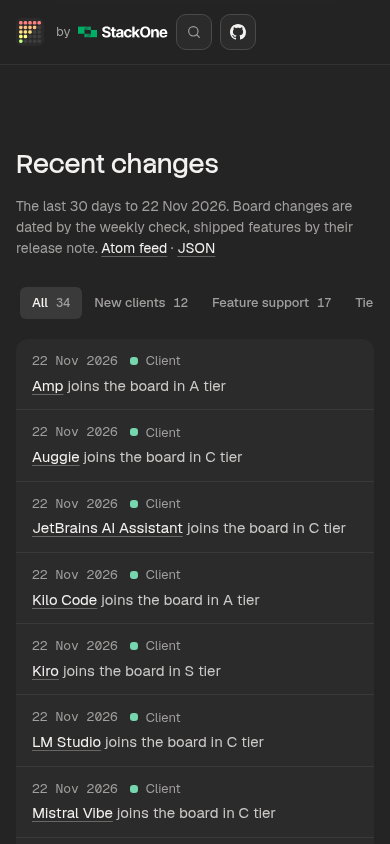 by StackOne
Recent changes
The last 30 days to 22 Nov 2026. Board changes are
dated by the weekly check, shipped features by their
release note. Atom feed · JSON
All 34 New clients 12 Feature support 17 Tie
22 Nov 2026 Client
Amp joins the board in A tier
22 Nov 2026 Client
Auggie joins the board in C tier
22 Nov 2026 Client
JetBrains AI Assistant joins the board in C tier
22 Nov 2026 Client
Kilo Code joins the board in A tier
22 Nov 2026 Client
Kiro joins the board in S tier
22 Nov 2026 Client
LM Studio joins the board in C tier
22 Nov 2026 Client
Mistral Vibe joins the board in C tier